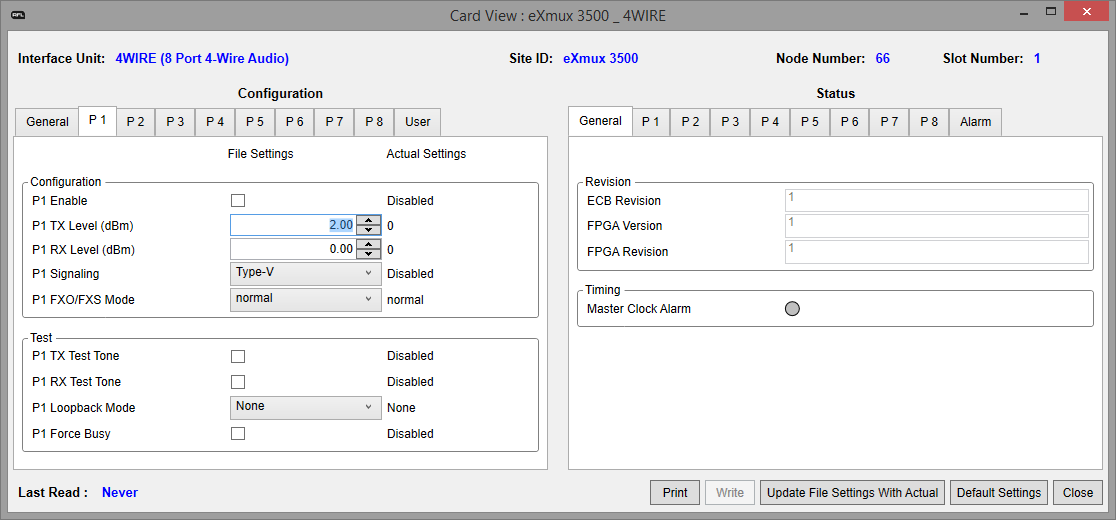 AFL
Card View : eXmux 3500 _ 4WIRE
Interface Unit: 4WIRE (8 Port 4-Wire Audio) Site ID: eXmux 3500 Node Number: 66 Slot Number: 1
Configuration
General P 1 P 2 P 3 P 4 P 5 P 6 P 7 P 8 User
File Settings Actual Settings
Configuration
P1 Enable Disabled
P1 TX Level (dBm) 2.00 0
P1 RX Level (dBm) 0.00 0
P1 Signaling Type-V Disabled
P1 FXO/FXS Mode normal normal
Test
P1 TX Test Tone Disabled
P1 RX Test Tone Disabled
P1 Loopback Mode None None
P1 Force Busy Disabled
Status
General P 1 P 2 P 3 P 4 P 5 P 6 P 7 P 8 Alarm
Revision
ECB Revision 1
FPGA Version 1
FPGA Revision 1
Timing
Master Clock Alarm
Last Read : Never
Print Write Update File Settings With Actual Default Settings Close